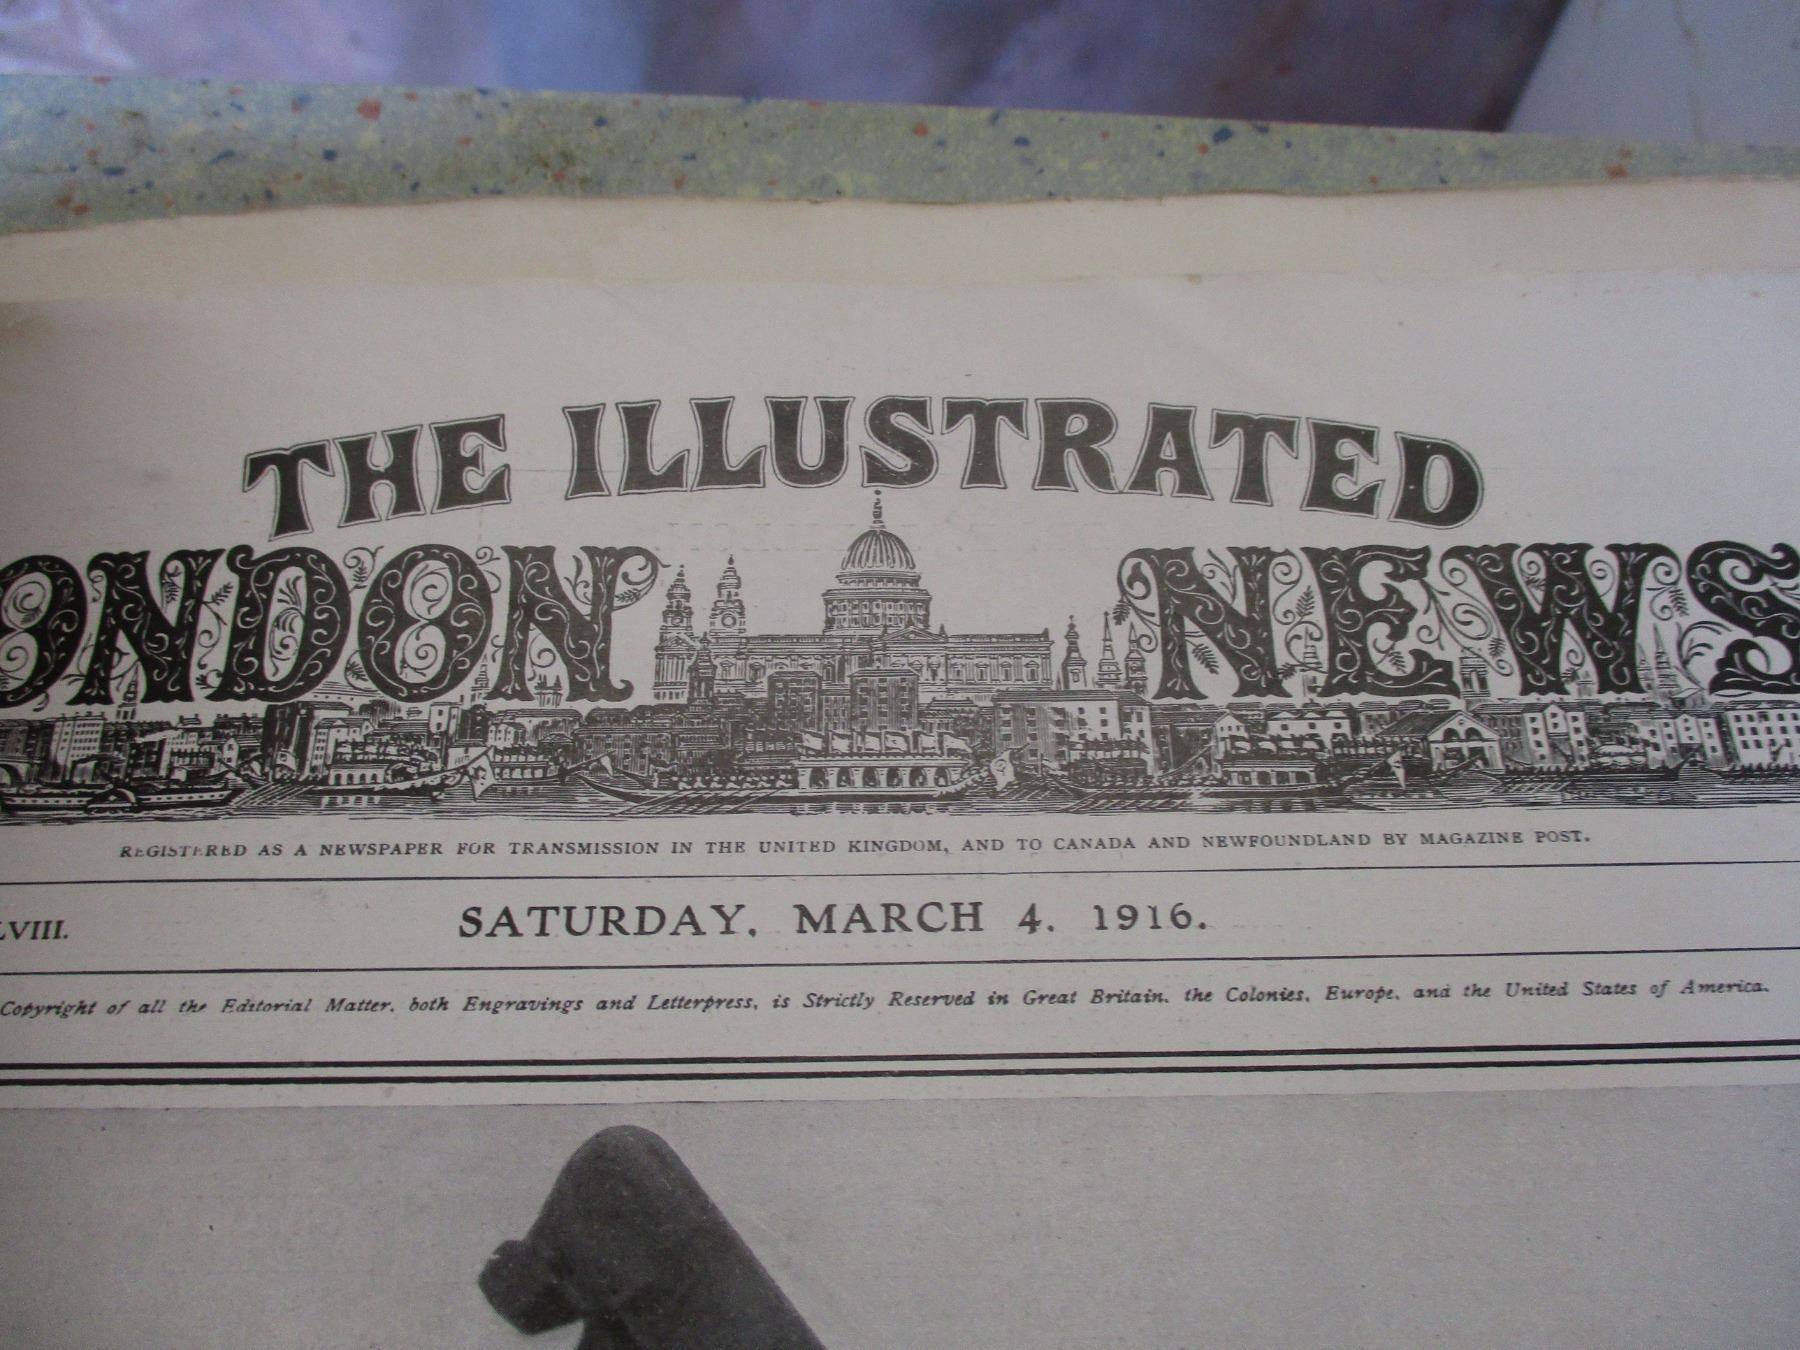 THE ILLUSTRATED
ONDON NEWS
REGISTERED AS A NEWSPAPER FOR TRANSMISSION IN THE UNITED KINGDOM, AND TO CANADA AND NEWFOUNDLAND BY MAGAZINE POST.
LVIII. SATURDAY, MARCH 4, 1916.
Copyright of all the Editorial Matter, both Engravings and Letterpress, is Strictly Reserved in Great Britain, the Colonies, Europe, and the United States of America.